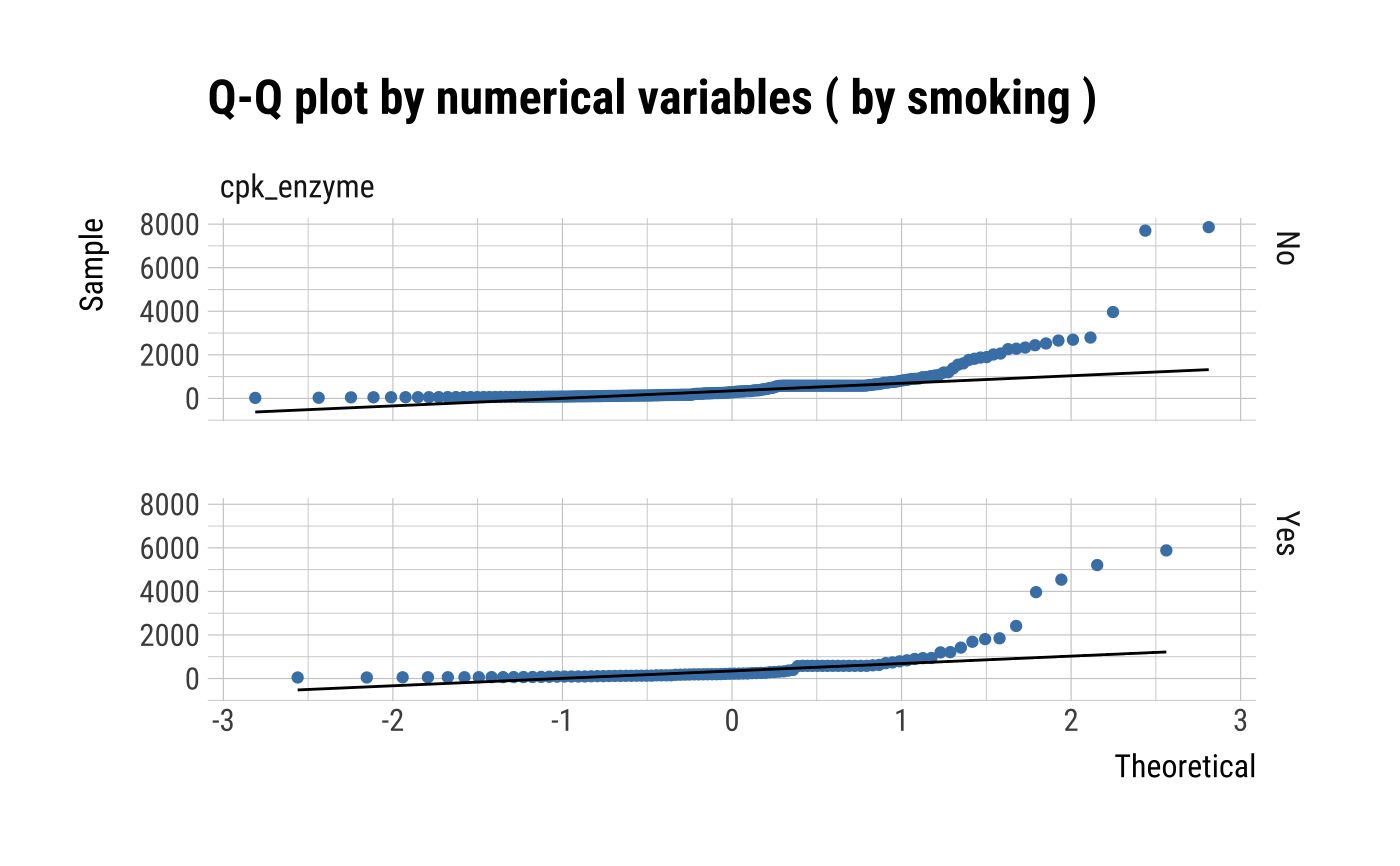 Q-Q plot by numerical variables ( by smoking )
cpk_enzyme
Sample
8000
6000
4000
2000
0
No
8000
6000
4000
2000
0
Yes
-3 -2 -1 0 1 2 3
Theoretical